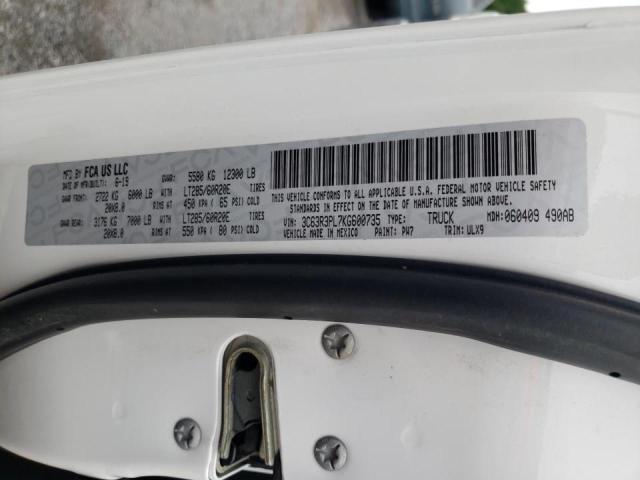 MFD BY FCA US LLC GVWR: 5580 KG 12300 LB
DATE OF MFR(BUILT): 6-19
GAWR FRONT: 2722 KG 6000 LB LT285/60R20E TIRES
20X8.0 RIMS AT 450 KPA ( 65 PSI) COLD
GAWR REAR: 3176 KG 7000 LB LT285/60R20E TIRES
20X8.0 RIMS AT 550 KPA ( 80 PSI) COLD
THIS VEHICLE CONFORMS TO ALL APPLICABLE U.S.A. FEDERAL MOTOR VEHICLE SAFETY
STANDARDS IN EFFECT ON THE DATE OF MANUFACTURE SHOWN ABOVE.
VIN: 3C63R3PL7KG600735 TYPE: TRUCK MDH:060409 490AB
VEHICLE MADE IN MEXICO PAINT: PW7 TRIM: ULX9